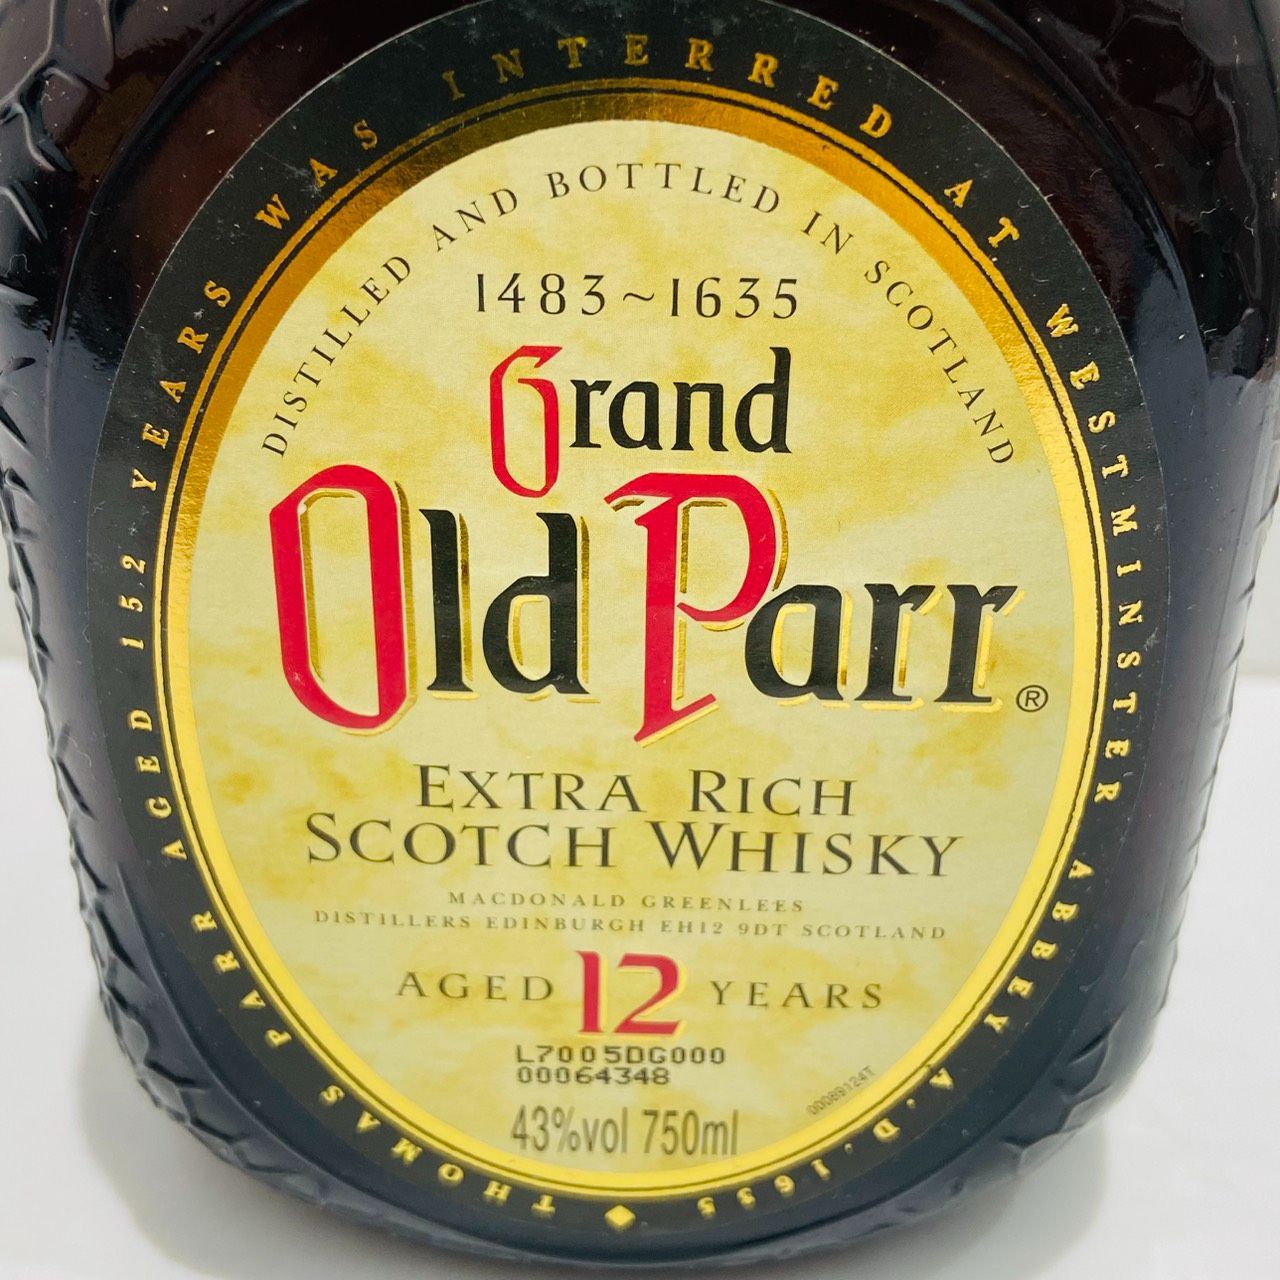 THOMAS PARR AGED 152 YEARS WAS INTERRED AT WESTMINSTER ABBEY A.D.1635
DISTILLED AND BOTTLED IN SCOTLAND
1483~1635
Grand
Old Parr®
EXTRA RICH
SCOTCH WHISKY
MACDONALD GREENLEES
DISTILLERS EDINBURGH EH12 9DT SCOTLAND
AGED 12 YEARS
L7005DG000
00064348
00089124T
43%vol 750ml